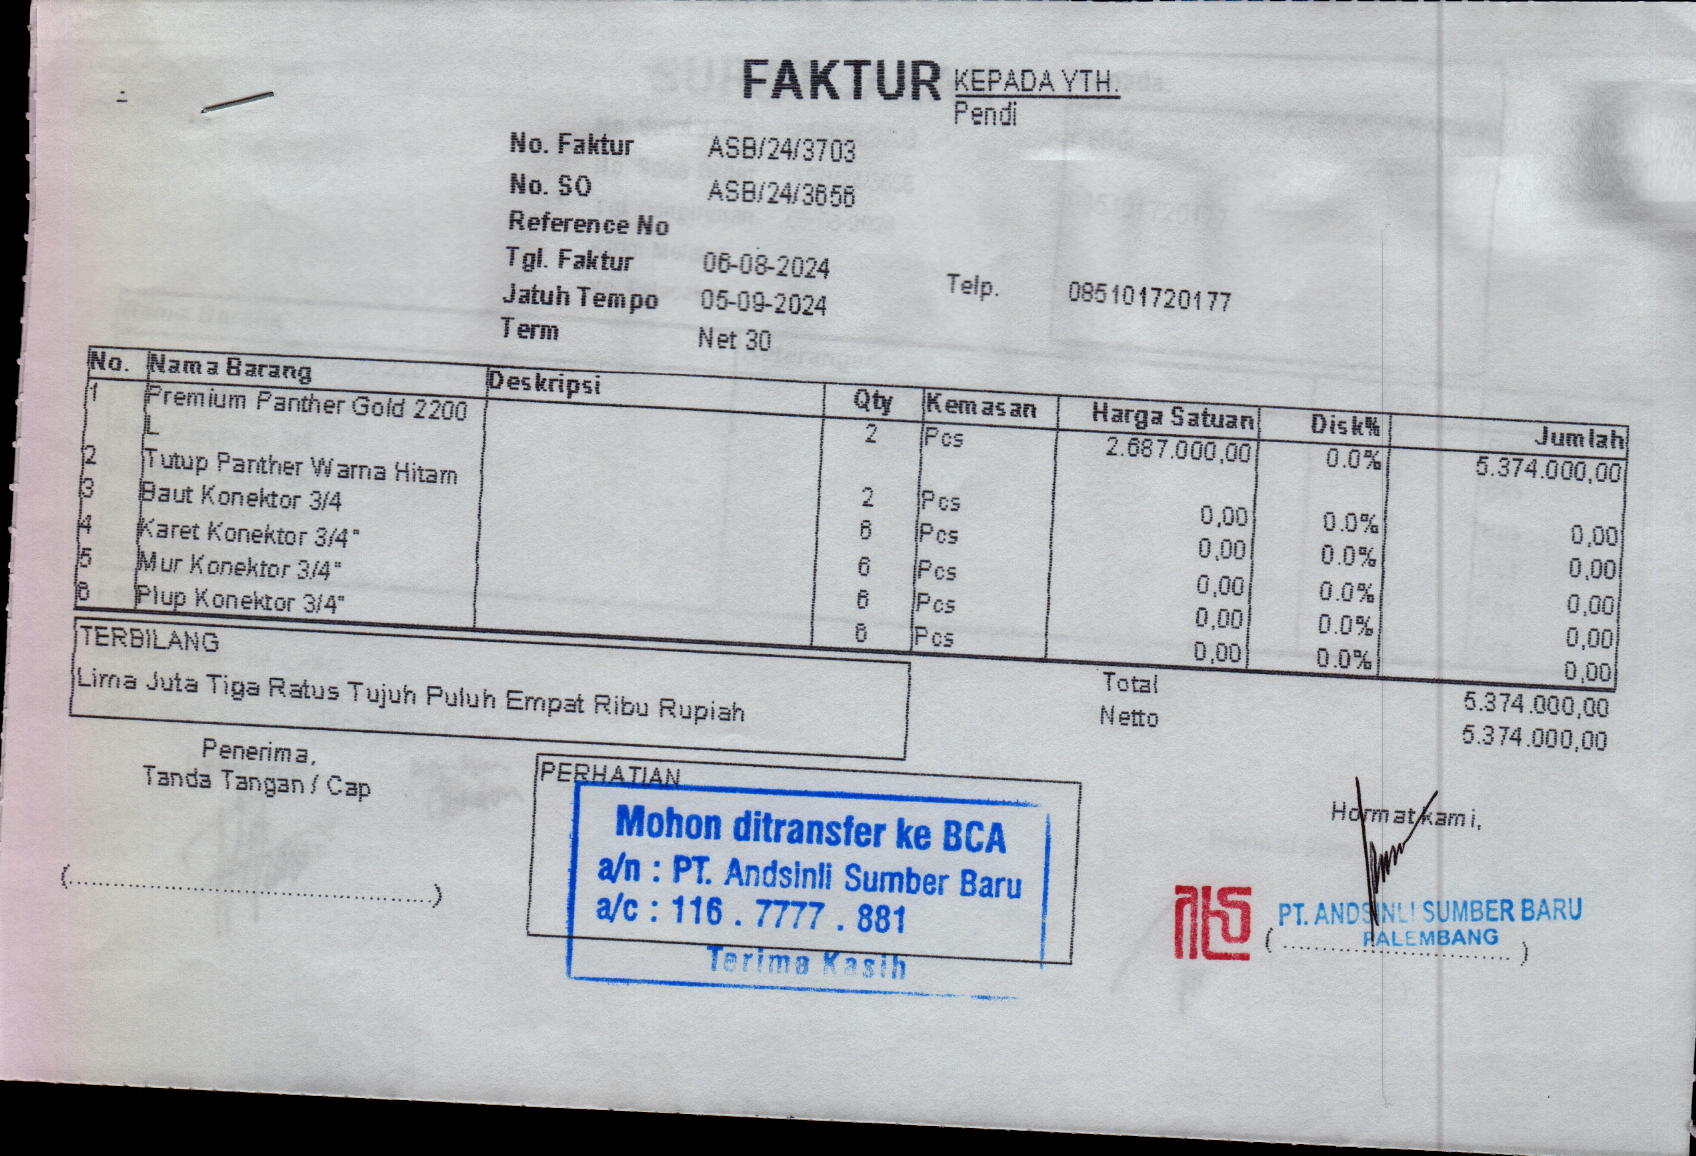 FAKTUR
KEPADA YTH.
Pendi
No. Faktur ASB/24/3703
No. SO ASB/24/3656
Reference No
Tgl. Faktur 06-08-2024
Telp. 085101720177
Jatuh Tempo 05-09-2024
Term Net 30
No. Nama Barang Deskripsi Qty Kemasan Harga Satuan Disk% Jumlah
1 Premium Panther Gold 2200 L 2 Pcs 2.687.000,00 0.0% 5.374.000,00
2 Tutup Panther Warna Hitam 2 Pcs 0,00 0.0% 0,00
3 Baut Konektor 3/4 6 Pcs 0,00 0.0% 0,00
4 Karet Konektor 3/4" 6 Pcs 0,00 0.0% 0,00
5 Mur Konektor 3/4" 6 Pcs 0,00 0.0% 0,00
6 Plup Konektor 3/4" 6 Pcs 0,00 0.0% 0,00
TERBILANG
Lima Juta Tiga Ratus Tujuh Puluh Empat Ribu Rupiah
Total 5.374.000,00
Netto 5.374.000,00
Penerima,
Tanda Tangan / Cap
(..............................................)
PERHATIAN
Mohon ditransfer ke BCA
a/n : PT. Andsinli Sumber Baru
a/c : 116 . 7777 . 881
Terima Kasih
Hormat kami,
PT. ANDSINLI SUMBER BARU
PALEMBANG
(..............................)